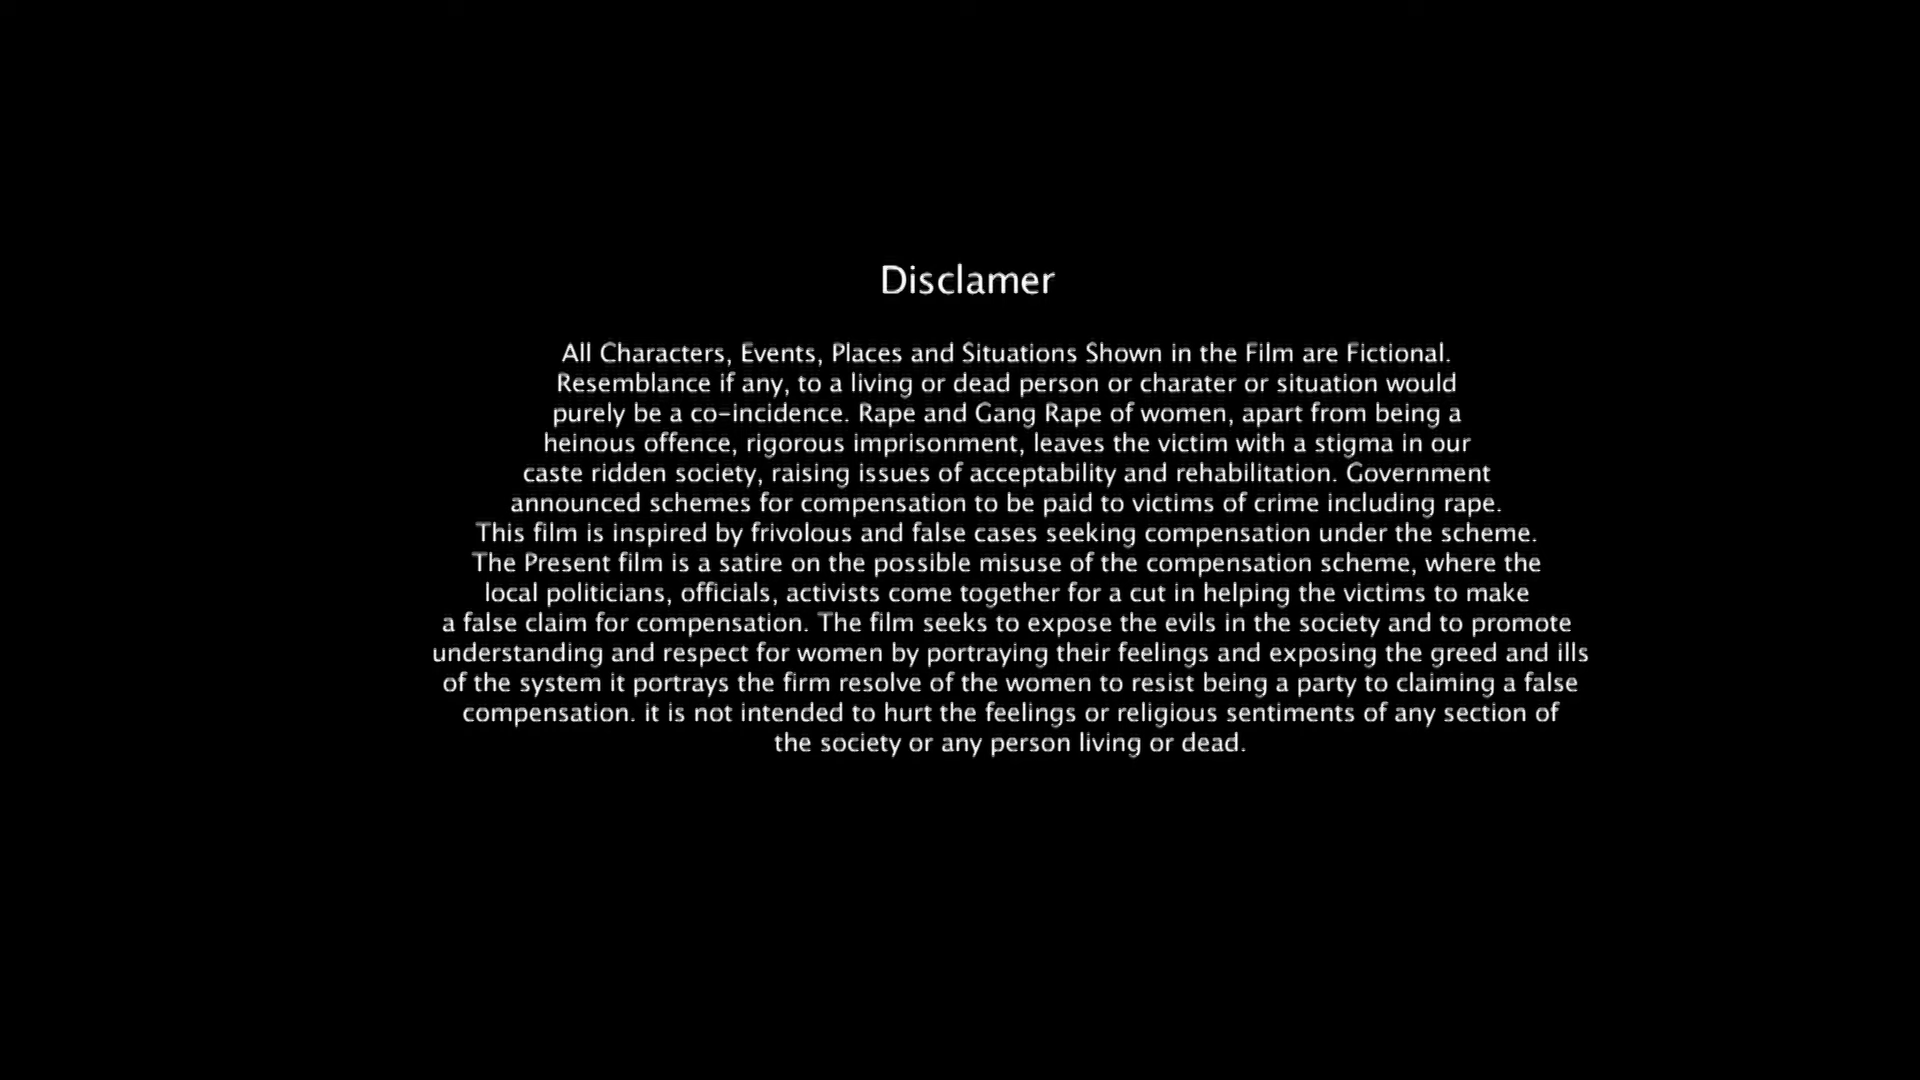 Disclamer
All Characters, Events, Places and Situations Shown in the Film are Fictional.
Resemblance if any, to a living or dead person or charater or situation would
purely be a co-incidence. Rape and Gang Rape of women, apart from being a
heinous offence, rigorous imprisonment, leaves the victim with a stigma in our
caste ridden society, raising issues of acceptability and rehabilitation. Government
announced schemes for compensation to be paid to victims of crime including rape.
This film is inspired by frivolous and false cases seeking compensation under the scheme.
The Present film is a satire on the possible misuse of the compensation scheme, where the
local politicians, officials, activists come together for a cut in helping the victims to make
a false claim for compensation. The film seeks to expose the evils in the society and to promote
understanding and respect for women by portraying their feelings and exposing the greed and ills
of the system it portrays the firm resolve of the women to resist being a party to claiming a false
compensation. it is not intended to hurt the feelings or religious sentiments of any section of
the society or any person living or dead.